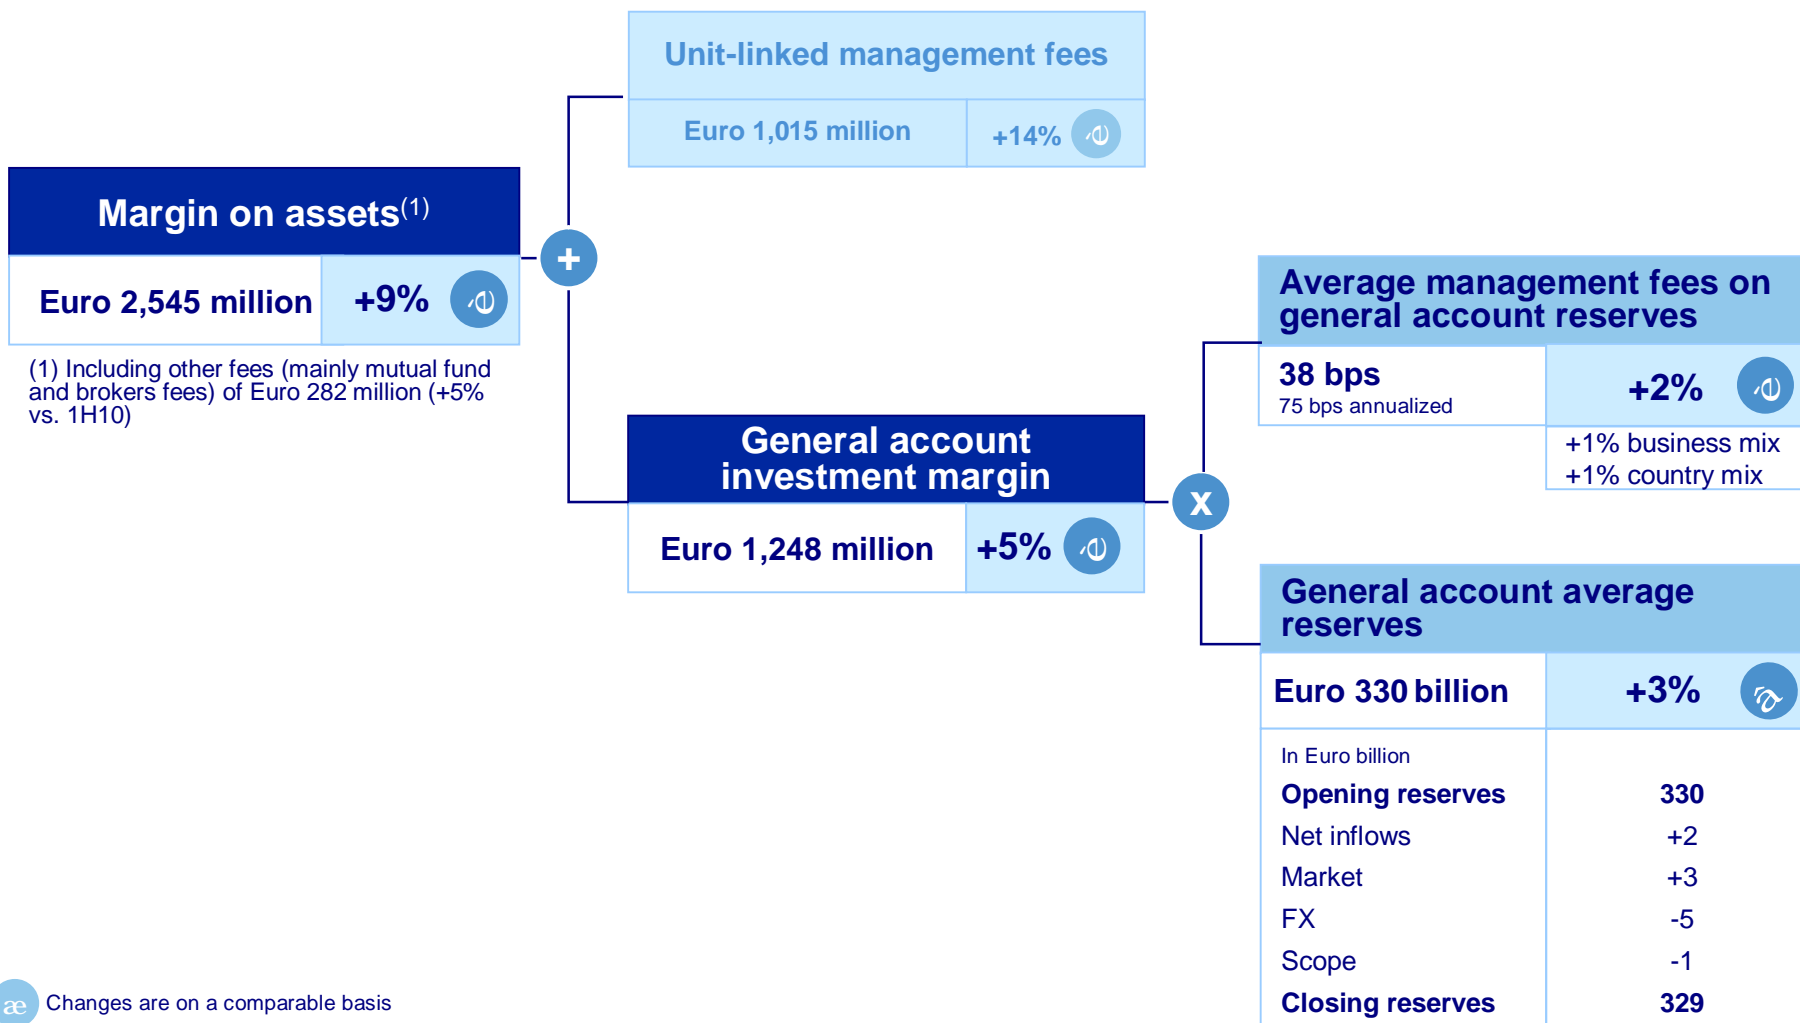 Unit-linked management fees
Euro 1,015 million
+14%
Margin on assets(1)
Euro 2,545 million
+9%
(1) Including other fees (mainly mutual fund
and brokers fees) of Euro 282 million (+5%
vs. 1H10)
+
General account
investment margin
Euro 1,248 million
+5%
x
Average management fees on
general account reserves
38 bps
75 bps annualized
+2%
+1% business mix
+1% country mix
General account average
reserves
Euro 330 billion
+3%
In Euro billion
Opening reserves 330
Net inflows +2
Market +3
FX -5
Scope -1
Closing reserves 329
æ Changes are on a comparable basis